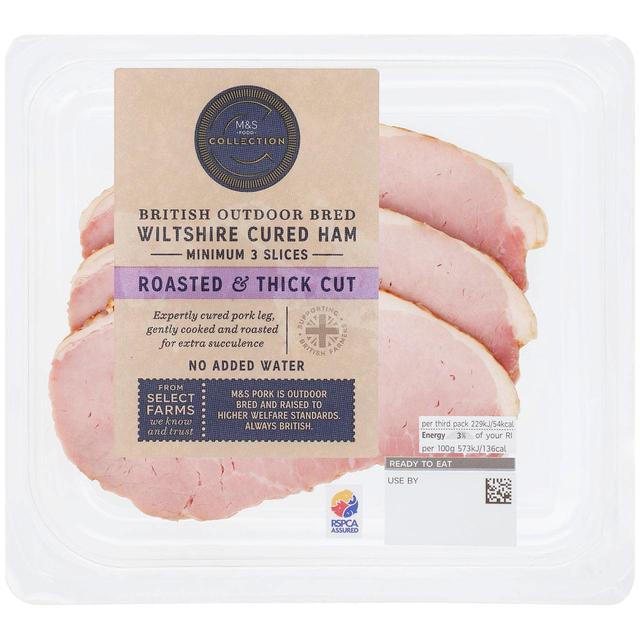 M&S
FOOD
COLLECTION
BRITISH OUTDOOR BRED
WILTSHIRE CURED HAM
MINIMUM 3 SLICES
ROASTED & THICK CUT
Expertly cured pork leg,
gently cooked and roasted
for extra succulence
SUPPORTING
BRITISH FARMERS
NO ADDED WATER
FROM
SELECT
FARMS
we know
and trust
M&S PORK IS OUTDOOR
BRED AND RAISED TO
HIGHER WELFARE STANDARDS.
ALWAYS BRITISH.
per third pack 229kJ/54kcal
Energy 3% of your RI
per 100g 573kJ/136cal
READY TO EAT
USE BY
RSPCA
ASSURED